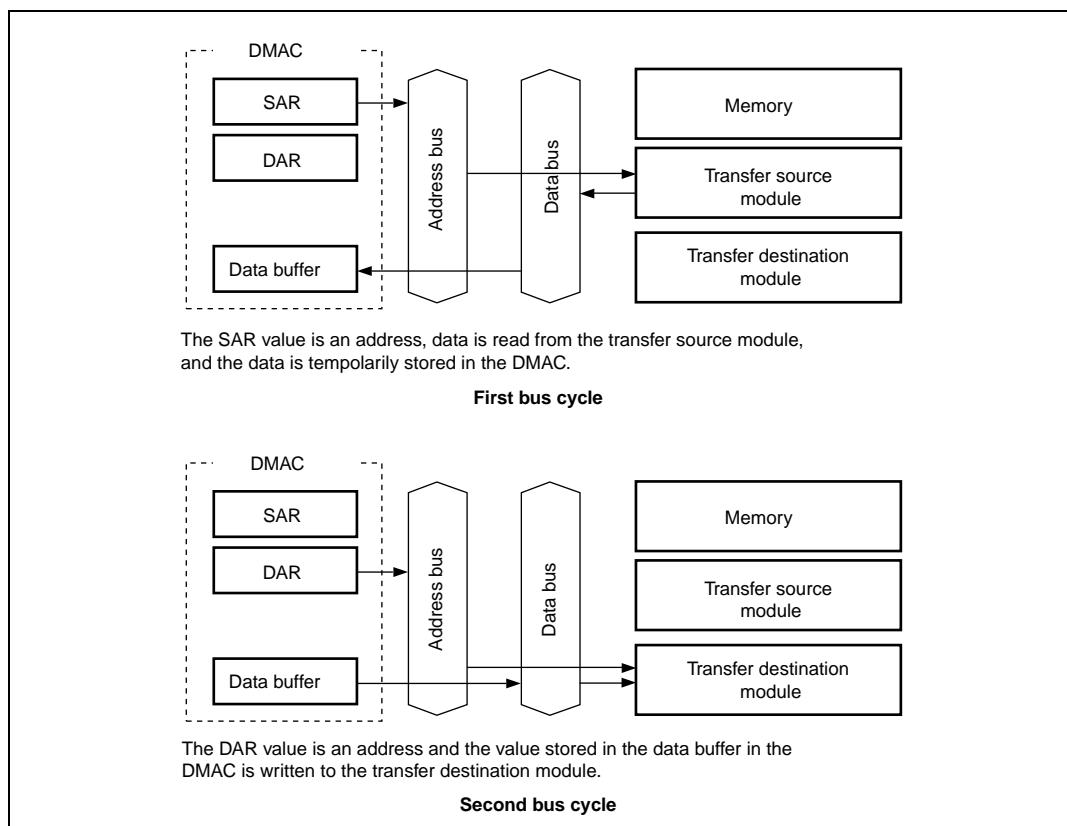 DMAC
SAR
DAR
Data buffer
Address bus
Data bus
Memory
Transfer source
module
Transfer destination
module
The SAR value is an address, data is read from the transfer source module,
and the data is tempolarily stored in the DMAC.
First bus cycle
DMAC
SAR
DAR
Data buffer
Address bus
Data bus
Memory
Transfer source
module
Transfer destination
module
The DAR value is an address and the value stored in the data buffer in the
DMAC is written to the transfer destination module.
Second bus cycle